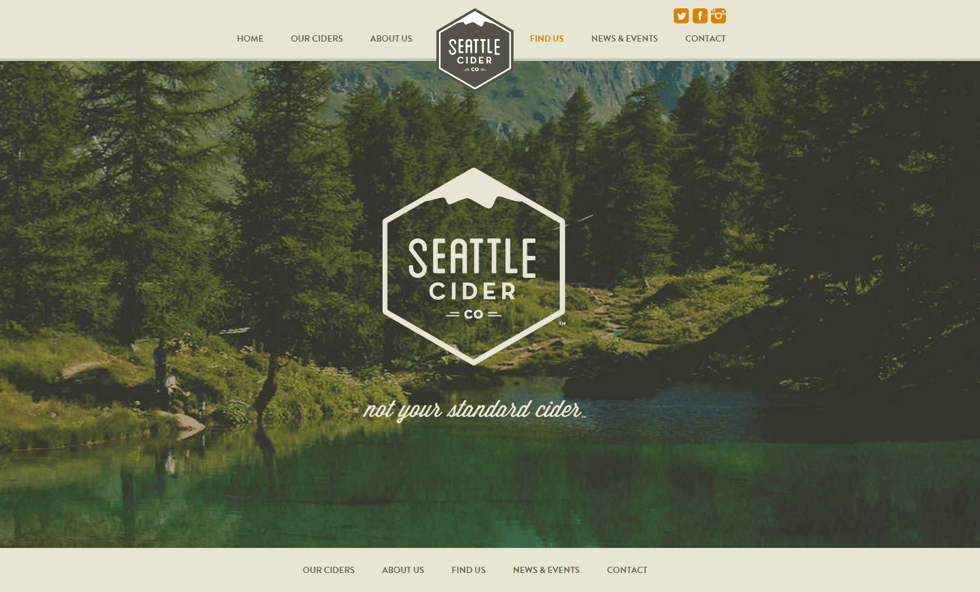 HOME OUR CIDERS ABOUT US FIND US NEWS & EVENTS CONTACT
SEATTLE
CIDER
CO
SEATTLE
CIDER
CO
TM
not your standard cider
OUR CIDERS ABOUT US FIND US NEWS & EVENTS CONTACT